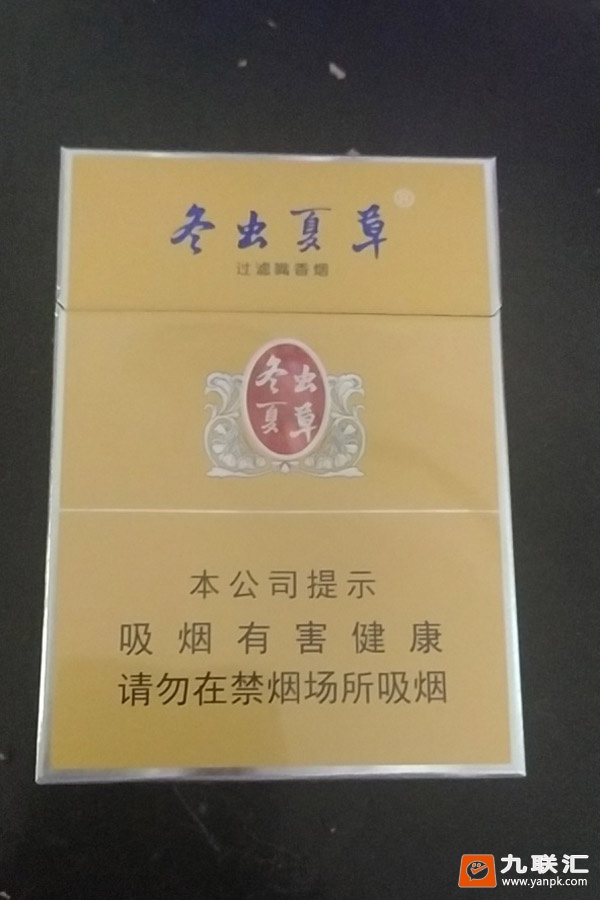 冬虫夏草®
过滤嘴香烟
冬虫
夏草
本公司提示
吸烟有害健康
请勿在禁烟场所吸烟
九联汇
www.yanpk.com